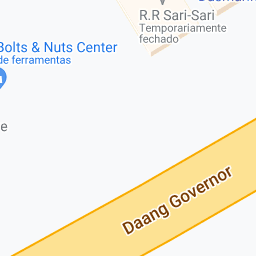 R.R Sari-Sari
Temporariamente
fechado
Bolts & Nuts Center
de ferramentas
e
Daang Governor